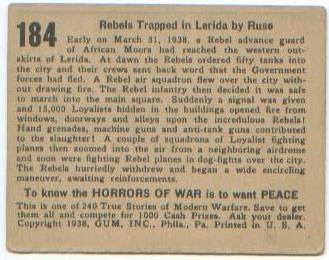 184
Rebels Trapped in Lerida by Ruse
Early on March 31, 1938, a Rebel advance guard
of African Moors had reached the western out-
skirts of Lerida. At dawn the Rebels ordered fifty tanks into
the city and their crews sent back word that the Government
forces had fled. A Rebel air squadron flew over the city with-
out drawing fire. The Rebel infantry then decided it was safe
to march into the main square. Suddenly a signal was given
and 15,000 Loyalists hidden in the buildings opened fire from
windows, doorways and alleys upon the incredulous Rebels!
Hand grenades, machine guns and anti-tank guns contributed
to the slaughter! A couple of squadrons of Loyalist fighting
planes then zoomed into the air from a neighboring airdrome
and soon were fighting Rebel planes in dog-fights over the city.
The Rebels hurriedly withdrew and began a wide encircling
maneuver, awaiting reinforcements.
To know the HORRORS OF WAR is to want PEACE
This is one of 240 True Stories of Modern Warfare. Save to get
them all and compete for 1000 Cash Prizes. Ask your dealer.
Copyright 1938, GUM, INC., Phila., Pa. Printed in U. S. A.